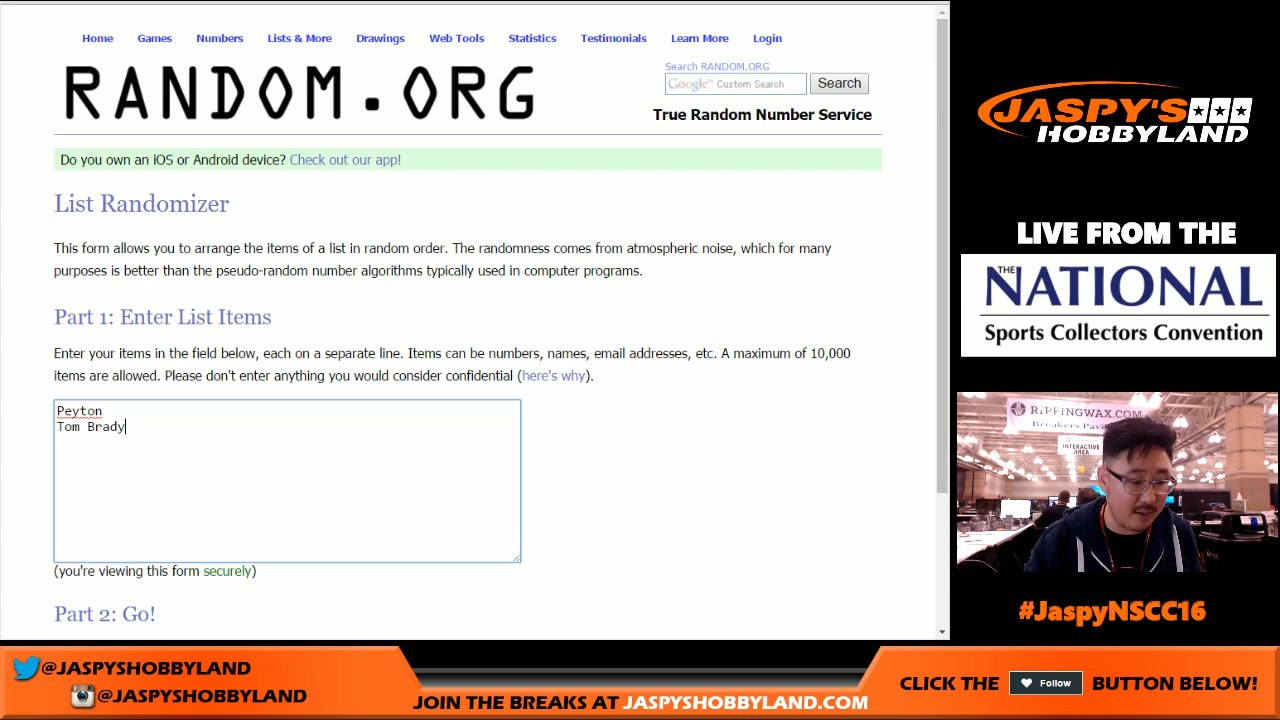 Home Games Numbers Lists & More Drawings Web Tools Statistics Testimonials Learn More Login
RANDOM.ORG
Search RANDOM.ORG
Google™ Custom Search Search
True Random Number Service
Do you own an iOS or Android device? Check out our app!
List Randomizer
This form allows you to arrange the items of a list in random order. The randomness comes from atmospheric noise, which for many
purposes is better than the pseudo-random number algorithms typically used in computer programs.
Part 1: Enter List Items
Enter your items in the field below, each on a separate line. Items can be numbers, names, email addresses, etc. A maximum of 10,000
items are allowed. Please don't enter anything you would consider confidential (here's why).
Peyton
Tom Brady
(you're viewing this form securely)
Part 2: Go!
JASPY'S
HOBBYLAND
LIVE FROM THE
THE NATIONAL
Sports Collectors Convention
RIPPINGWAX.COM
Breakers Pavi
INTERACTIVE
AREA
#JaspyNSCC16
@JASPYSHOBBYLAND
@JASPYSHOBBYLAND
JOIN THE BREAKS AT JASPYSHOBBYLAND.COM
CLICK THE Follow BUTTON BELOW!